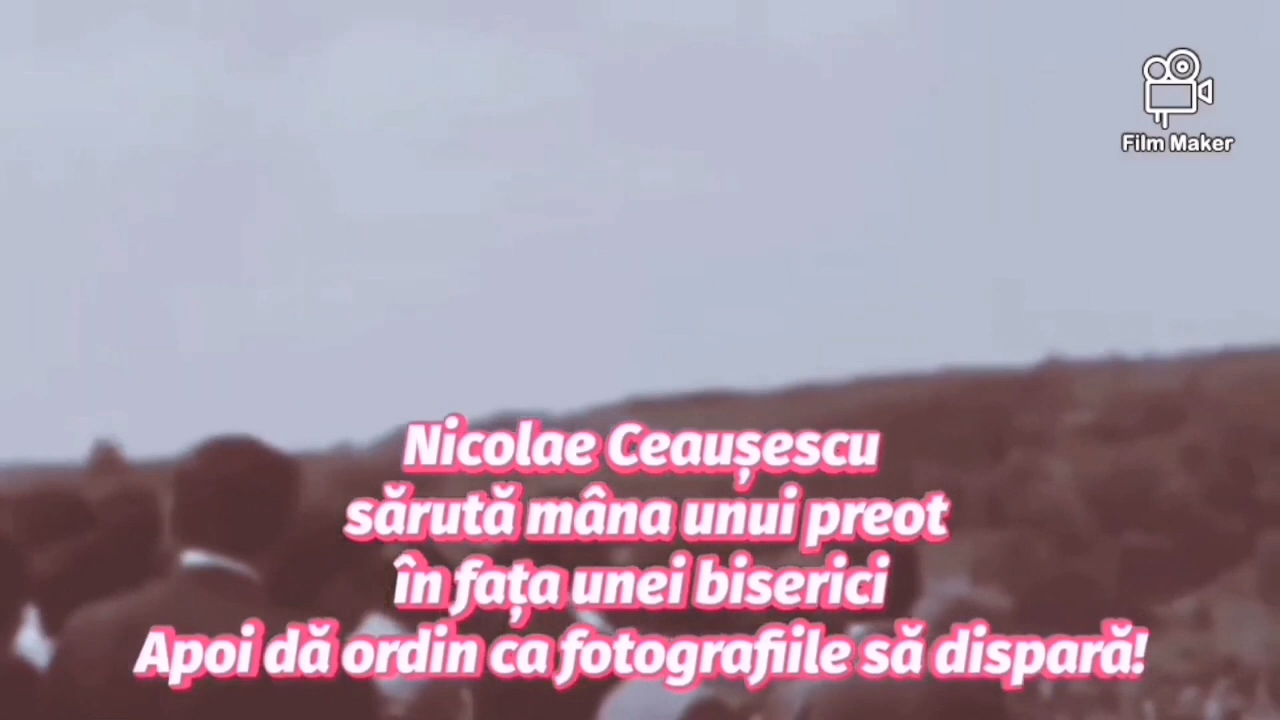 Film Maker
Nicolae Ceaușescu
sărută mâna unui preot
în fața unei biserici
Apoi dă ordin ca fotografiile să dispară!